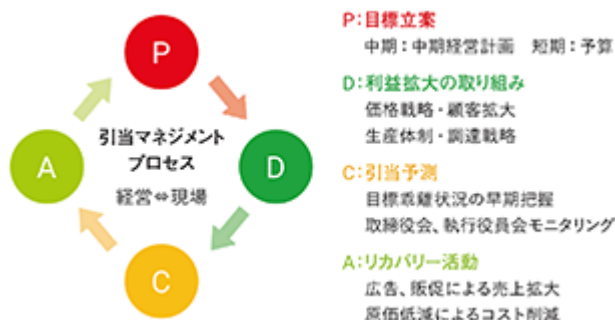 P
D
C
A
引当マネジメント
プロセス
経営⇔現場
P:目標立案
中期：中期経営計画　短期：予算
D:利益拡大の取り組み
価格戦略・顧客拡大
生産体制・調達戦略
C:引当予測
目標乖離状況の早期把握
取締役会、執行役員会モニタリング
A:リカバリー活動
広告、販促による売上拡大
原価低減によるコスト削減